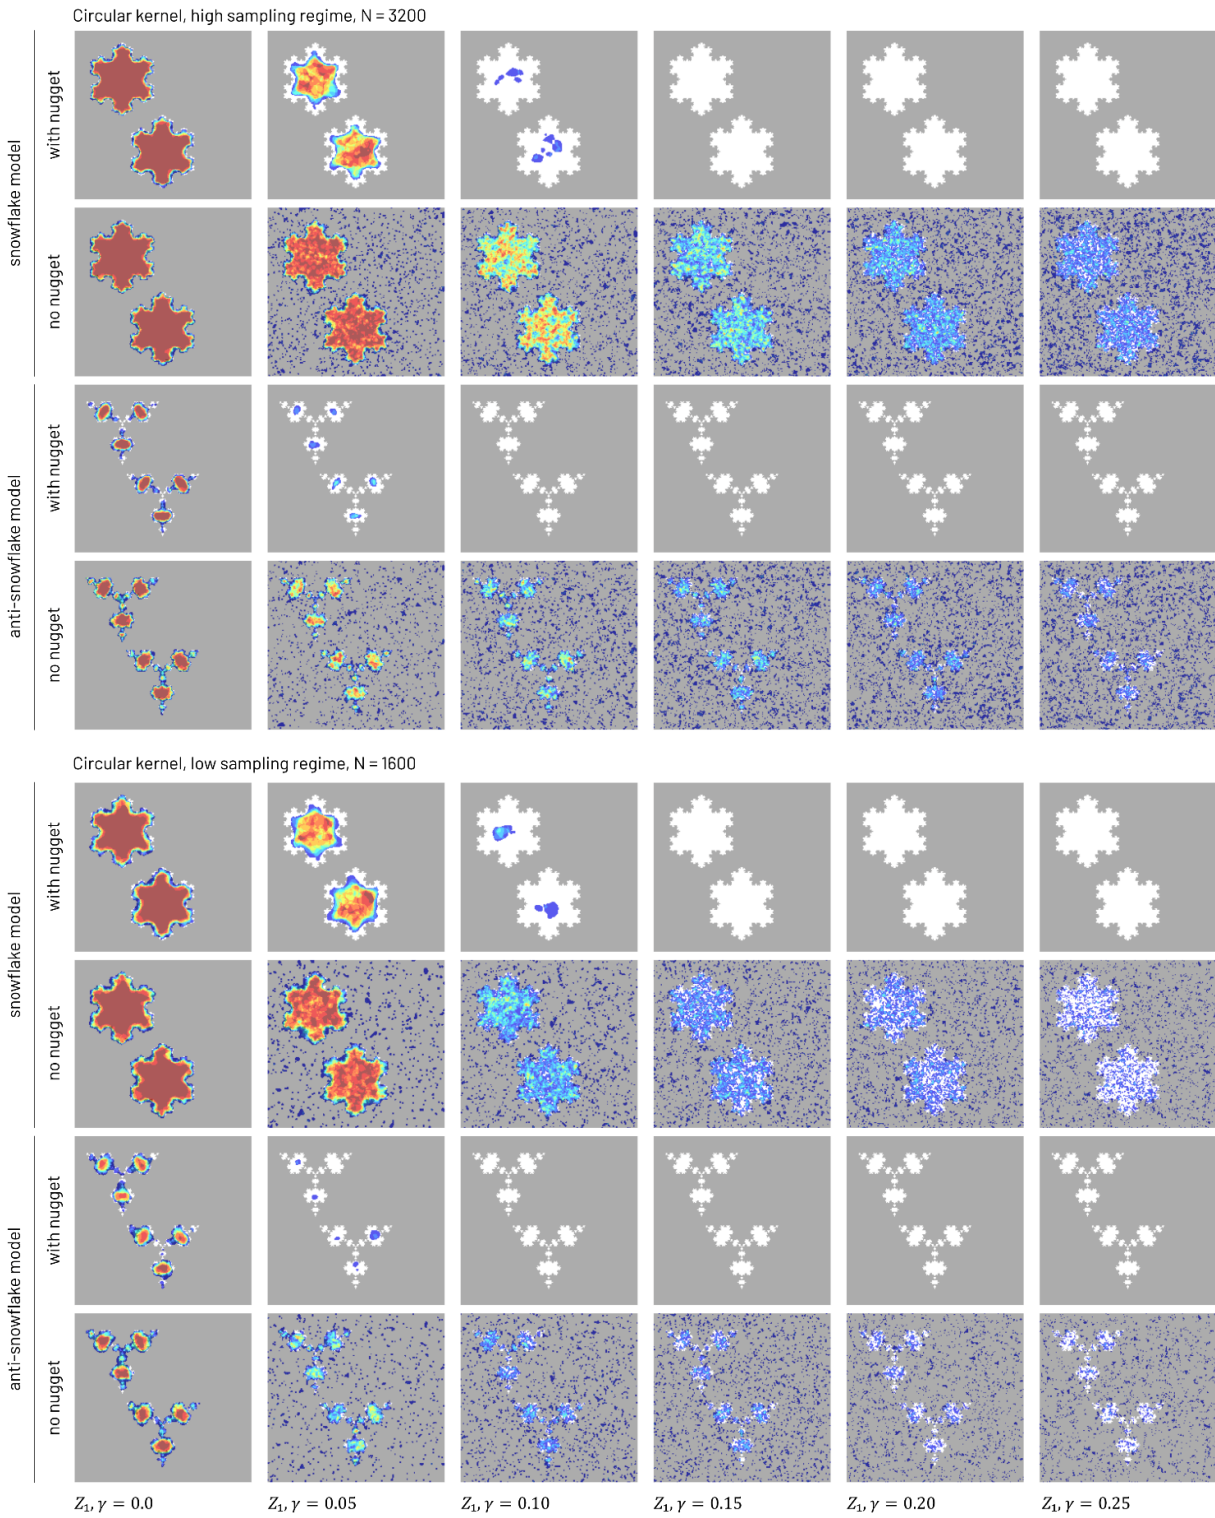 Circular kernel, high sampling regime, N = 3200
snowflake model
with nugget
no nugget
anti-snowflake model
with nugget
no nugget
Circular kernel, low sampling regime, N = 1600
snowflake model
with nugget
no nugget
anti-snowflake model
with nugget
no nugget
Z₁, γ = 0.0 Z₁, γ = 0.05 Z₁, γ = 0.10 Z₁, γ = 0.15 Z₁, γ = 0.20 Z₁, γ = 0.25